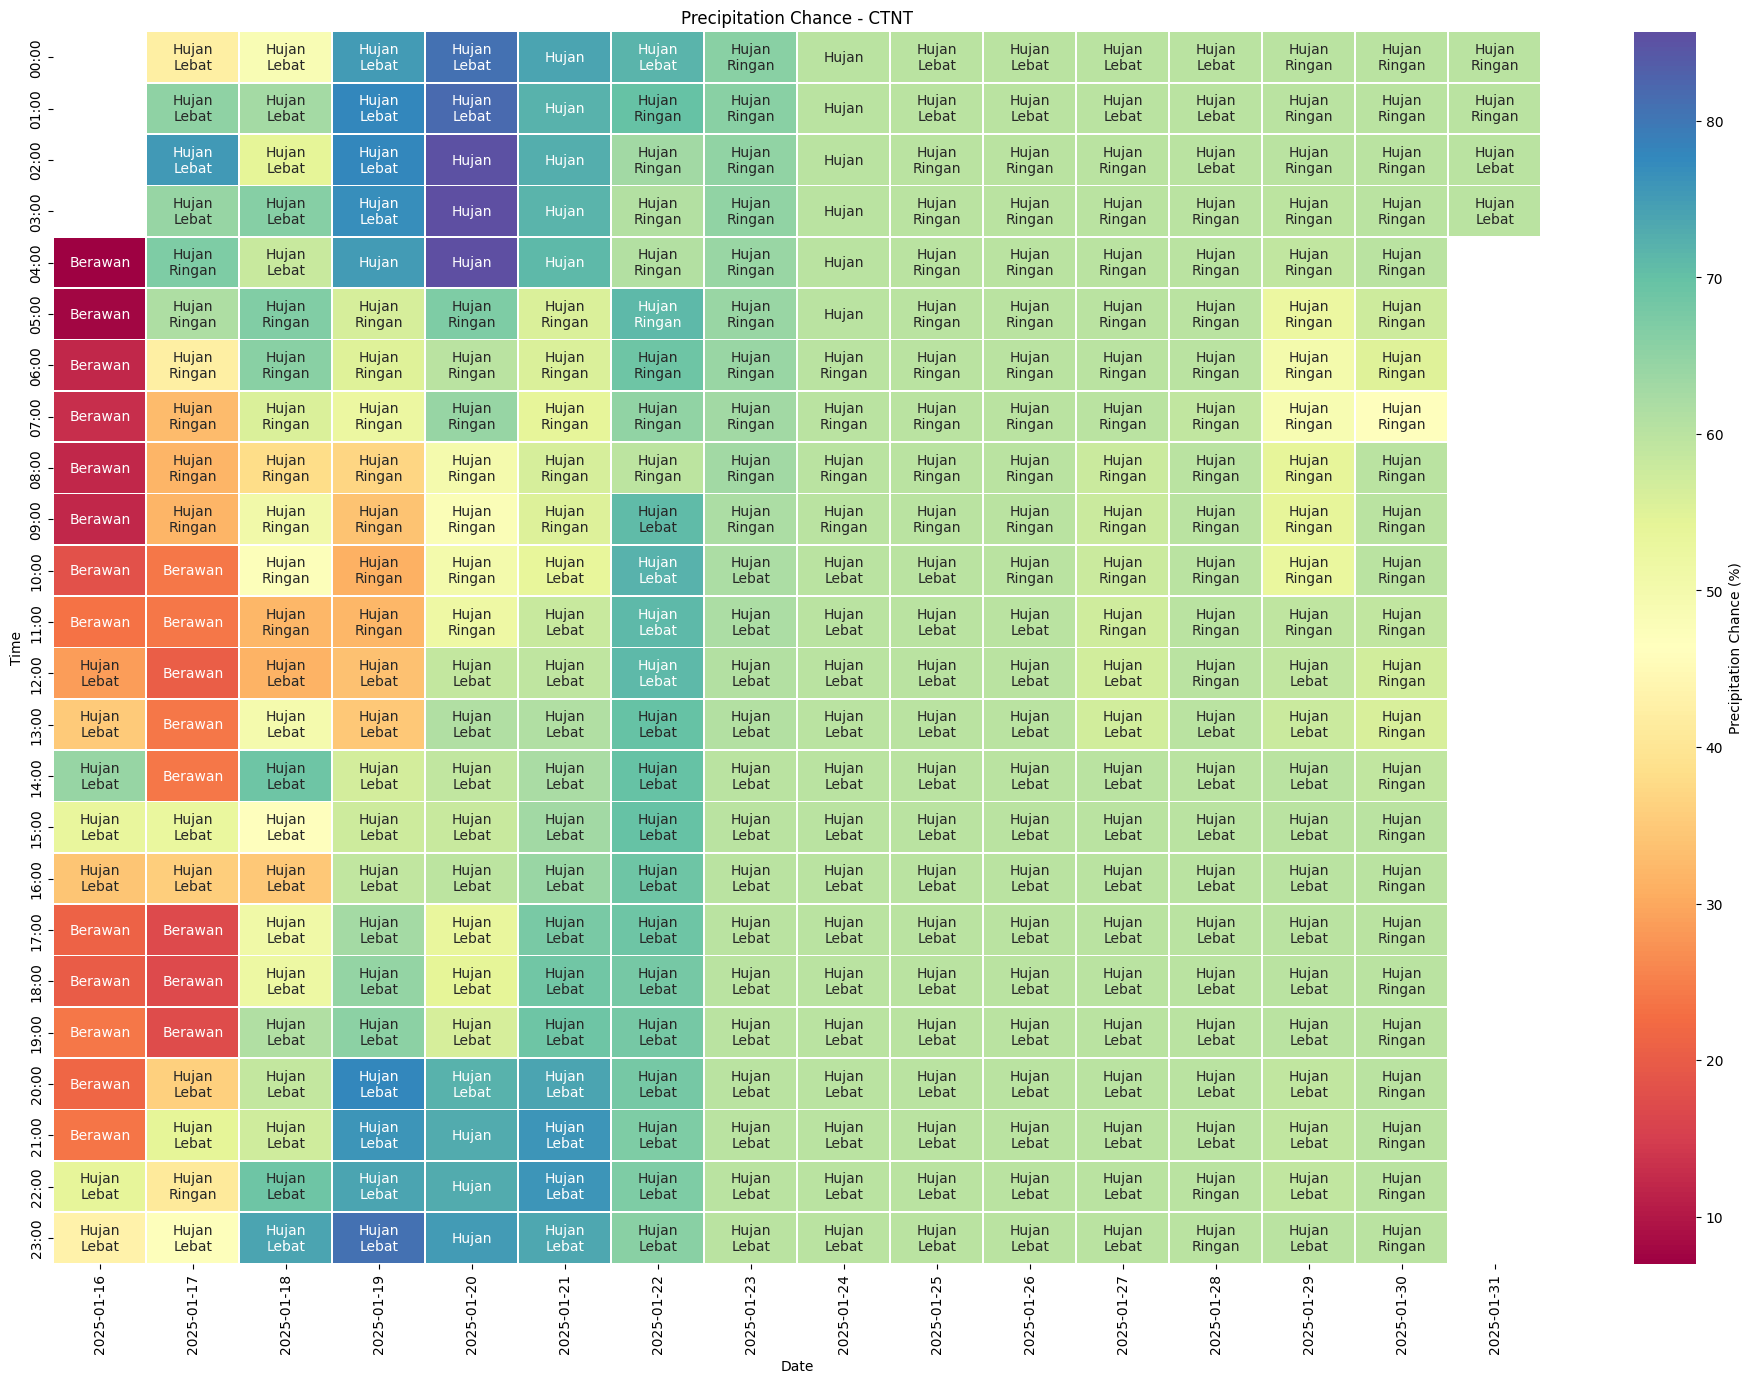 Precipitation Chance - CTNT
00:00 Hujan Lebat Hujan Lebat Hujan Lebat Hujan Lebat Hujan Hujan Lebat Hujan Ringan Hujan Hujan Lebat Hujan Lebat Hujan Lebat Hujan Lebat Hujan Ringan Hujan Ringan Hujan Ringan
01:00 Hujan Lebat Hujan Lebat Hujan Lebat Hujan Lebat Hujan Hujan Ringan Hujan Ringan Hujan Hujan Lebat Hujan Lebat Hujan Lebat Hujan Lebat Hujan Ringan Hujan Ringan Hujan Ringan
02:00 Hujan Lebat Hujan Lebat Hujan Lebat Hujan Hujan Hujan Ringan Hujan Ringan Hujan Hujan Ringan Hujan Ringan Hujan Ringan Hujan Lebat Hujan Ringan Hujan Ringan Hujan Lebat
03:00 Hujan Lebat Hujan Lebat Hujan Lebat Hujan Hujan Hujan Ringan Hujan Ringan Hujan Hujan Ringan Hujan Ringan Hujan Ringan Hujan Ringan Hujan Ringan Hujan Ringan Hujan Lebat
04:00 Berawan Hujan Ringan Hujan Lebat Hujan Hujan Hujan Hujan Ringan Hujan Ringan Hujan Hujan Ringan Hujan Ringan Hujan Ringan Hujan Ringan Hujan Ringan Hujan Ringan
05:00 Berawan Hujan Ringan Hujan Ringan Hujan Ringan Hujan Ringan Hujan Ringan Hujan Ringan Hujan Ringan Hujan Hujan Ringan Hujan Ringan Hujan Ringan Hujan Ringan Hujan Ringan Hujan Ringan
06:00 Berawan Hujan Ringan Hujan Ringan Hujan Ringan Hujan Ringan Hujan Ringan Hujan Ringan Hujan Ringan Hujan Ringan Hujan Ringan Hujan Ringan Hujan Ringan Hujan Ringan Hujan Ringan Hujan Ringan
07:00 Berawan Hujan Ringan Hujan Ringan Hujan Ringan Hujan Ringan Hujan Ringan Hujan Ringan Hujan Ringan Hujan Ringan Hujan Ringan Hujan Ringan Hujan Ringan Hujan Ringan Hujan Ringan Hujan Ringan
08:00 Berawan Hujan Ringan Hujan Ringan Hujan Ringan Hujan Ringan Hujan Ringan Hujan Ringan Hujan Ringan Hujan Ringan Hujan Ringan Hujan Ringan Hujan Ringan Hujan Ringan Hujan Ringan Hujan Ringan
09:00 Berawan Hujan Ringan Hujan Ringan Hujan Ringan Hujan Ringan Hujan Ringan Hujan Lebat Hujan Ringan Hujan Ringan Hujan Ringan Hujan Ringan Hujan Ringan Hujan Ringan Hujan Ringan Hujan Ringan
10:00 Berawan Berawan Hujan Ringan Hujan Ringan Hujan Ringan Hujan Lebat Hujan Lebat Hujan Lebat Hujan Lebat Hujan Lebat Hujan Ringan Hujan Ringan Hujan Ringan Hujan Ringan Hujan Ringan
11:00 Berawan Berawan Hujan Ringan Hujan Ringan Hujan Ringan Hujan Lebat Hujan Lebat Hujan Lebat Hujan Lebat Hujan Lebat Hujan Lebat Hujan Ringan Hujan Ringan Hujan Ringan Hujan Ringan
12:00 Hujan Lebat Berawan Hujan Lebat Hujan Lebat Hujan Lebat Hujan Lebat Hujan Lebat Hujan Lebat Hujan Lebat Hujan Lebat Hujan Lebat Hujan Lebat Hujan Ringan Hujan Lebat Hujan Ringan
13:00 Hujan Lebat Berawan Hujan Lebat Hujan Lebat Hujan Lebat Hujan Lebat Hujan Lebat Hujan Lebat Hujan Lebat Hujan Lebat Hujan Lebat Hujan Lebat Hujan Lebat Hujan Lebat Hujan Ringan
14:00 Hujan Lebat Berawan Hujan Lebat Hujan Lebat Hujan Lebat Hujan Lebat Hujan Lebat Hujan Lebat Hujan Lebat Hujan Lebat Hujan Lebat Hujan Lebat Hujan Lebat Hujan Lebat Hujan Ringan
15:00 Hujan Lebat Hujan Lebat Hujan Lebat Hujan Lebat Hujan Lebat Hujan Lebat Hujan Lebat Hujan Lebat Hujan Lebat Hujan Lebat Hujan Lebat Hujan Lebat Hujan Lebat Hujan Lebat Hujan Ringan
16:00 Hujan Lebat Hujan Lebat Hujan Lebat Hujan Lebat Hujan Lebat Hujan Lebat Hujan Lebat Hujan Lebat Hujan Lebat Hujan Lebat Hujan Lebat Hujan Lebat Hujan Lebat Hujan Lebat Hujan Ringan
17:00 Berawan Berawan Hujan Lebat Hujan Lebat Hujan Lebat Hujan Lebat Hujan Lebat Hujan Lebat Hujan Lebat Hujan Lebat Hujan Lebat Hujan Lebat Hujan Lebat Hujan Lebat Hujan Ringan
18:00 Berawan Berawan Hujan Lebat Hujan Lebat Hujan Lebat Hujan Lebat Hujan Lebat Hujan Lebat Hujan Lebat Hujan Lebat Hujan Lebat Hujan Lebat Hujan Lebat Hujan Lebat Hujan Ringan
19:00 Berawan Berawan Hujan Lebat Hujan Lebat Hujan Lebat Hujan Lebat Hujan Lebat Hujan Lebat Hujan Lebat Hujan Lebat Hujan Lebat Hujan Lebat Hujan Lebat Hujan Lebat Hujan Ringan
20:00 Berawan Hujan Lebat Hujan Lebat Hujan Lebat Hujan Lebat Hujan Lebat Hujan Lebat Hujan Lebat Hujan Lebat Hujan Lebat Hujan Lebat Hujan Lebat Hujan Lebat Hujan Lebat Hujan Ringan
21:00 Berawan Hujan Lebat Hujan Lebat Hujan Lebat Hujan Hujan Lebat Hujan Lebat Hujan Lebat Hujan Lebat Hujan Lebat Hujan Lebat Hujan Lebat Hujan Lebat Hujan Lebat Hujan Ringan
22:00 Hujan Lebat Hujan Ringan Hujan Lebat Hujan Lebat Hujan Hujan Lebat Hujan Lebat Hujan Lebat Hujan Lebat Hujan Lebat Hujan Lebat Hujan Lebat Hujan Ringan Hujan Lebat Hujan Ringan
23:00 Hujan Lebat Hujan Lebat Hujan Lebat Hujan Lebat Hujan Hujan Lebat Hujan Lebat Hujan Lebat Hujan Lebat Hujan Lebat Hujan Lebat Hujan Lebat Hujan Ringan Hujan Lebat Hujan Ringan
Time
2025-01-16 2025-01-17 2025-01-18 2025-01-19 2025-01-20 2025-01-21 2025-01-22 2025-01-23 2025-01-24 2025-01-25 2025-01-26 2025-01-27 2025-01-28 2025-01-29 2025-01-30 2025-01-31
Date
80
70
60
50
40
30
20
10
Precipitation Chance (%)